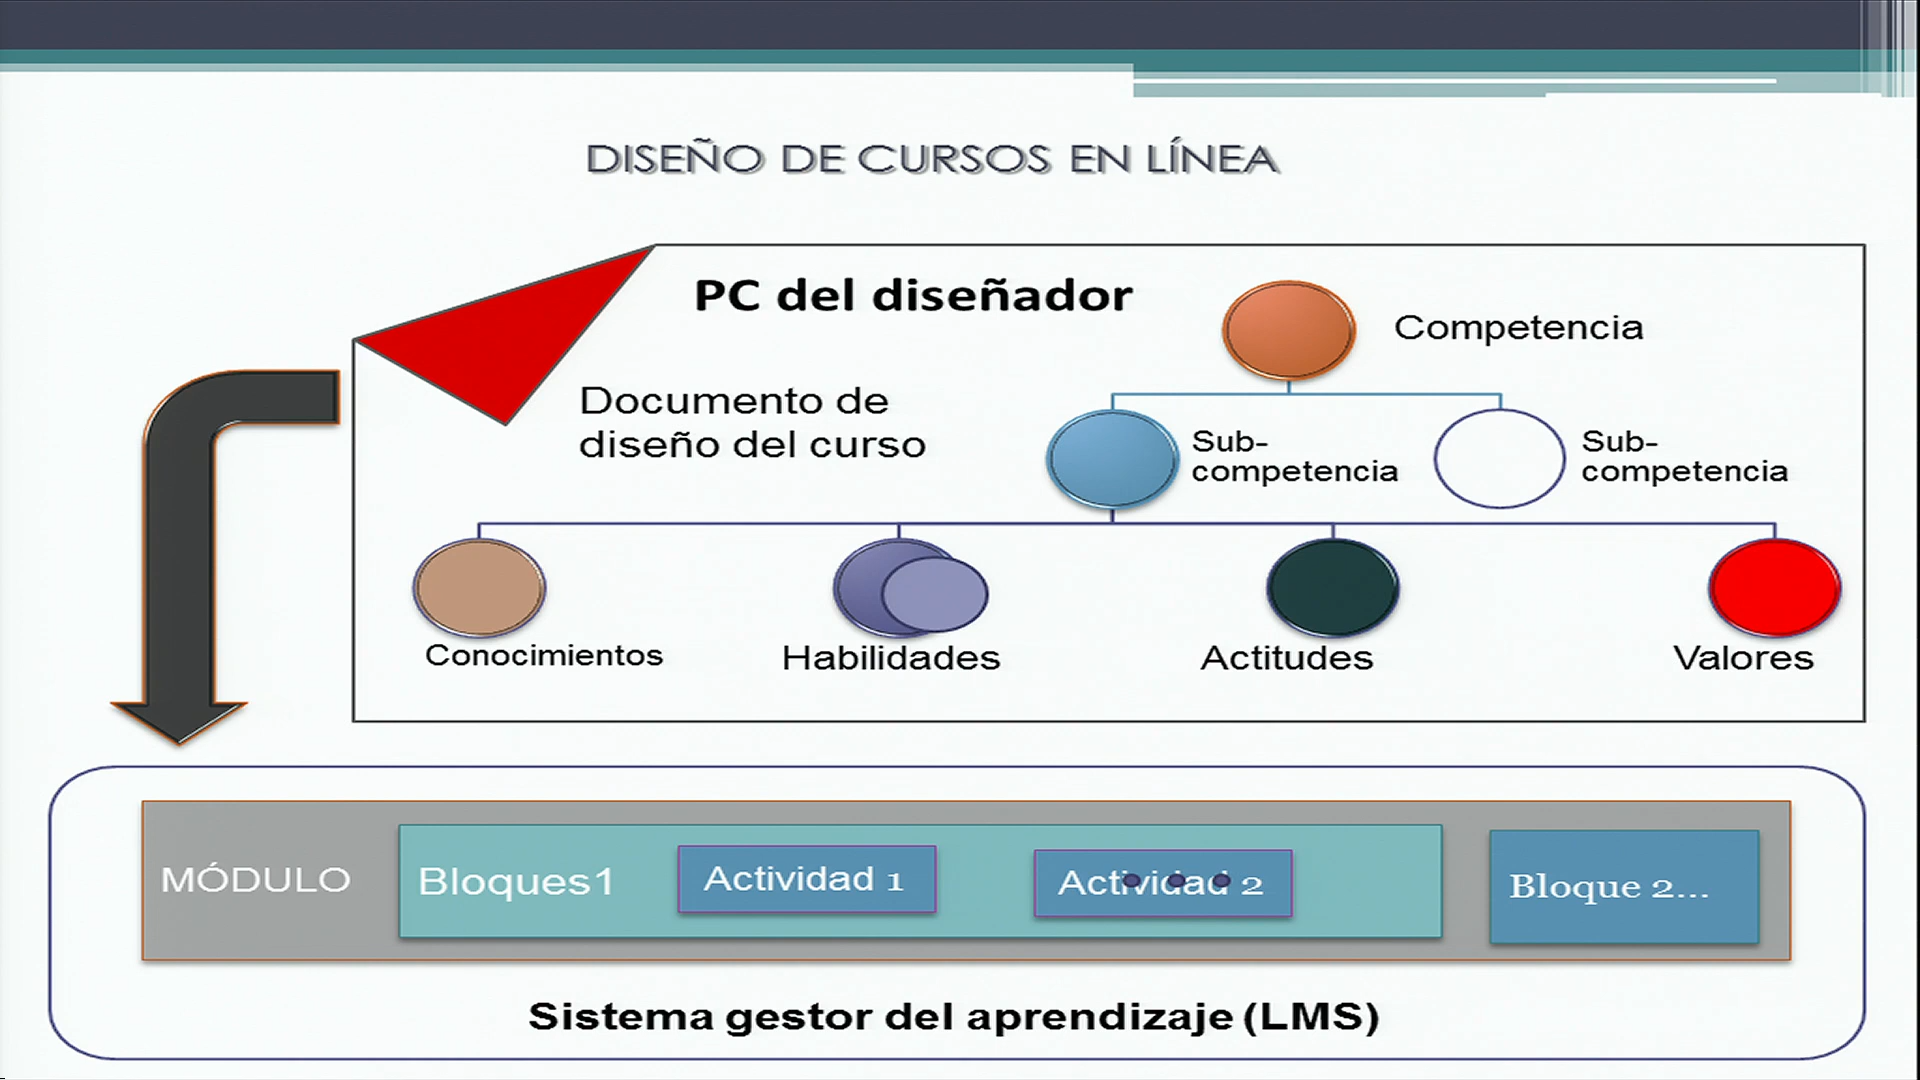 DISEÑO DE CURSOS EN LÍNEA
PC del diseñador
Competencia
Documento de
diseño del curso
Sub-
competencia
Sub-
competencia
Conocimientos
Habilidades
Actitudes
Valores
MÓDULO
Bloques1
Actividad 1
Actividad 2
Bloque 2...
Sistema gestor del aprendizaje (LMS)